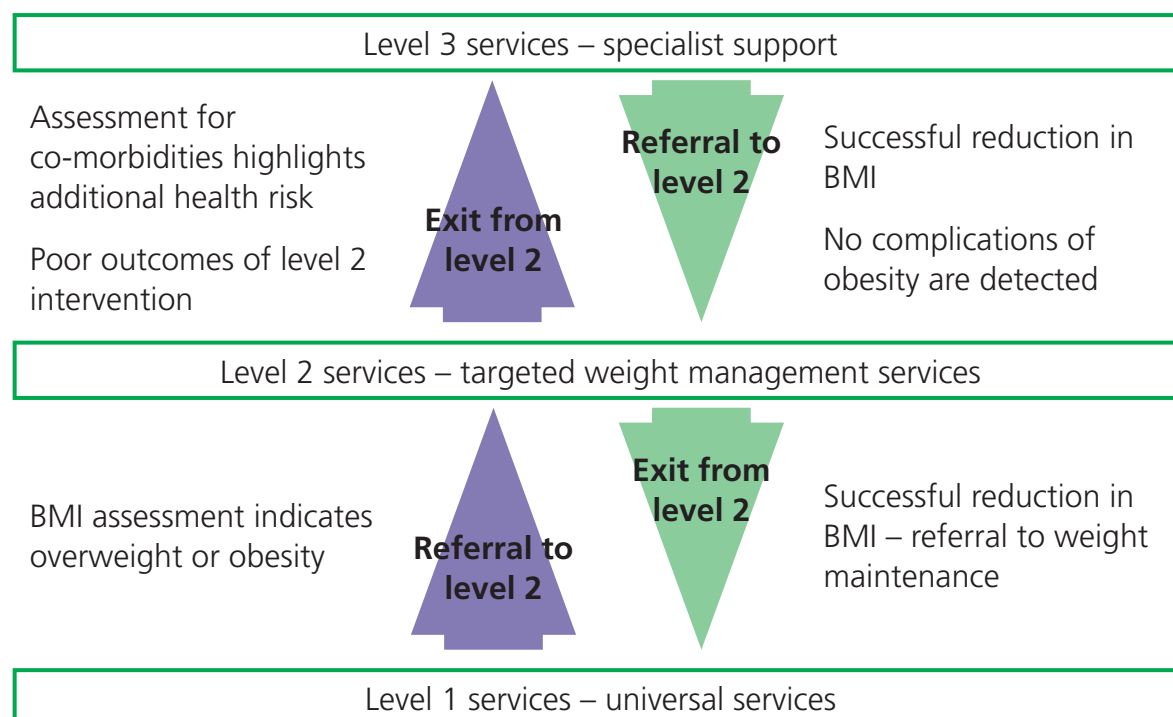 Level 3 services – specialist support
Assessment for
co-morbidities highlights
additional health risk
Poor outcomes of level 2
intervention
Exit from
level 2
Referral to
level 2
Successful reduction in
BMI
No complications of
obesity are detected
Level 2 services – targeted weight management services
BMI assessment indicates
overweight or obesity
Referral to
level 2
Exit from
level 2
Successful reduction in
BMI – referral to weight
maintenance
Level 1 services – universal services